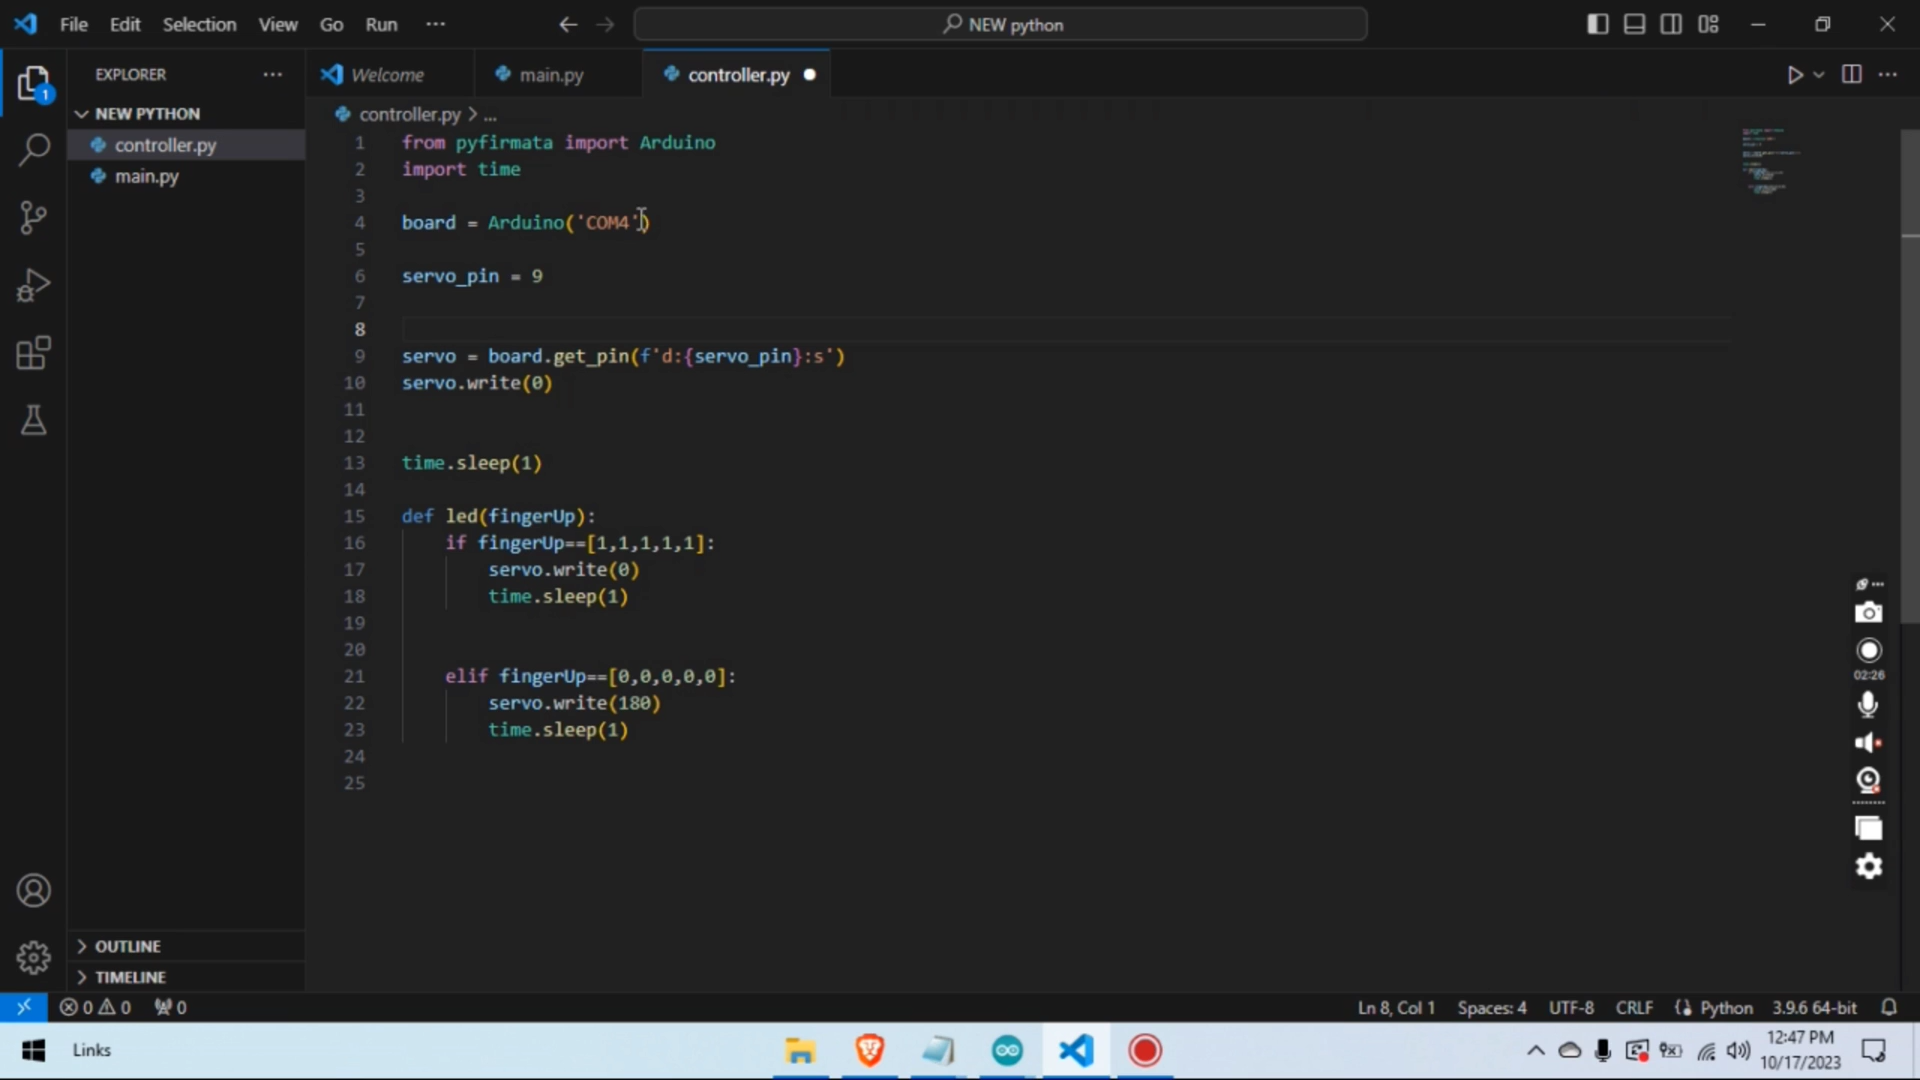 File Edit Selection View Go Run ··· NEW python
EXPLORER ··· Welcome main.py controller.py
NEW PYTHON
controller.py > ...
controller.py
main.py
1 from pyfirmata import Arduino
2 import time
3
4 board = Arduino('COM4')
5
6 servo_pin = 9
7
8
9 servo = board.get_pin(f'd:{servo_pin}:s')
10 servo.write(0)
11
12
13 time.sleep(1)
14
15 def led(fingerUp):
16 if fingerUp==[1,1,1,1,1]:
17 servo.write(0)
18 time.sleep(1)
19
20
21 elif fingerUp==[0,0,0,0,0]:
22 servo.write(180)
23 time.sleep(1)
24
25
1
02:26
OUTLINE
TIMELINE
0 0 0 Ln 8, Col 1 Spaces: 4 UTF-8 CRLF Python 3.9.6 64-bit
Links 12:47 PM
10/17/2023